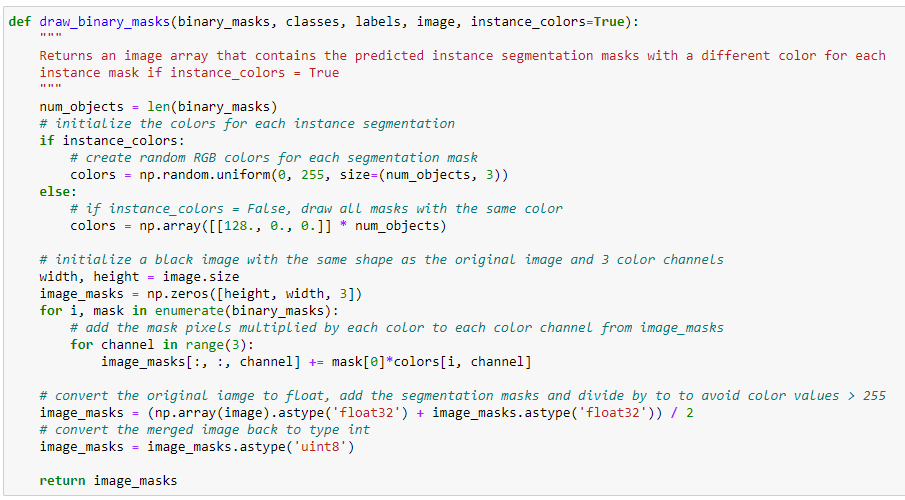 def draw_binary_masks(binary_masks, classes, labels, image, instance_colors=True):
    """
    Returns an image array that contains the predicted instance segmentation masks with a different color for each
    instance mask if instance_colors = True
    """
    num_objects = len(binary_masks)
    # initialize the colors for each instance segmentation
    if instance_colors:
        # create random RGB colors for each segmentation mask
        colors = np.random.uniform(0, 255, size=(num_objects, 3))
    else:
        # if instance_colors = False, draw all masks with the same color
        colors = np.array([[128., 0., 0.]] * num_objects)

    # initialize a black image with the same shape as the original image and 3 color channels
    width, height = image.size
    image_masks = np.zeros([height, width, 3])
    for i, mask in enumerate(binary_masks):
        # add the mask pixels multiplied by each color to each color channel from image_masks
        for channel in range(3):
            image_masks[:, :, channel] += mask[0]*colors[i, channel]

    # convert the original iamge to float, add the segmentation masks and divide by to to avoid color values > 255
    image_masks = (np.array(image).astype('float32') + image_masks.astype('float32')) / 2
    # convert the merged image back to type int
    image_masks = image_masks.astype('uint8')

    return image_masks